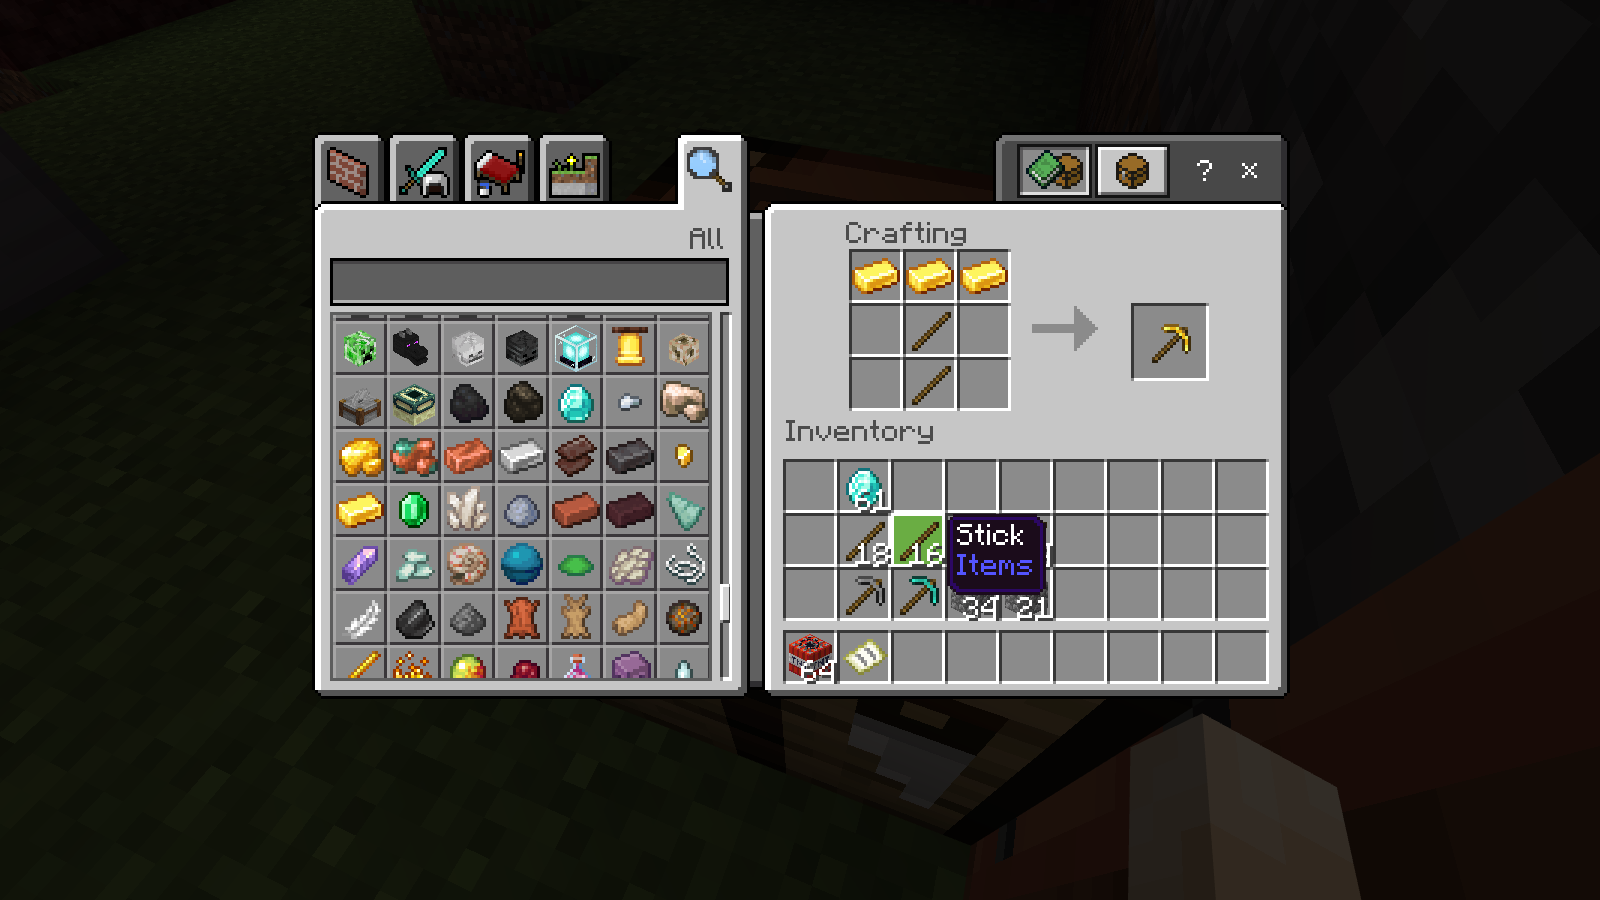 All
? x
Crafting
Inventory
61
18
16
Stick
Items
34
21
64